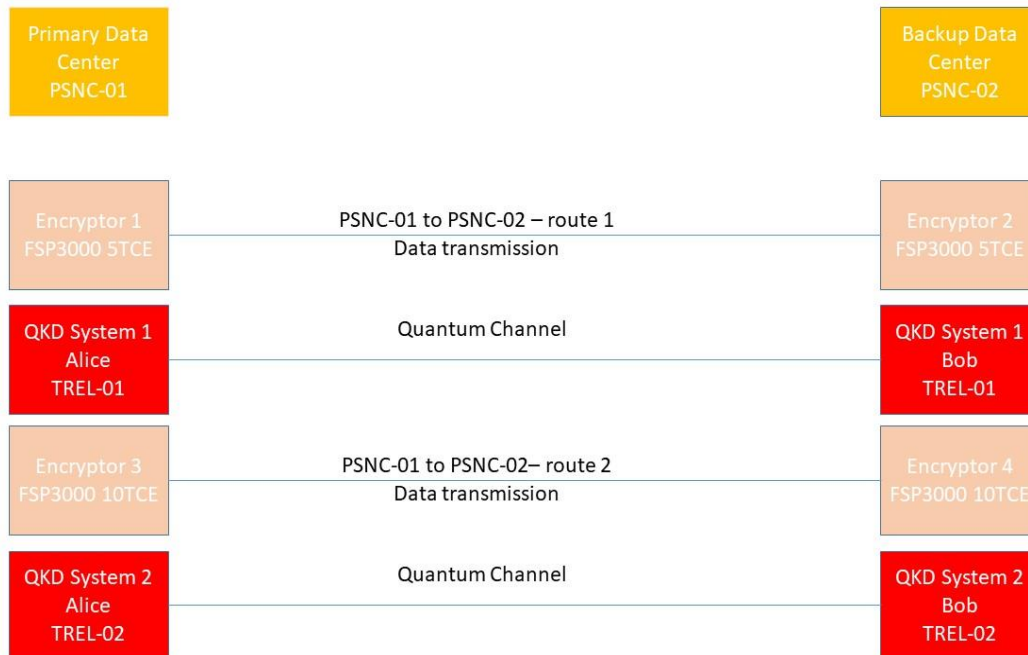 Primary Data
Center
PSNC-01
Backup Data
Center
PSNC-02
Encryptor 1
FSP3000 5TCE
PSNC-01 to PSNC-02 – route 1
Data transmission
Encryptor 2
FSP3000 5TCE
QKD System 1
Alice
TREL-01
Quantum Channel
QKD System 1
Bob
TREL-01
Encryptor 3
FSP3000 10TCE
PSNC-01 to PSNC-02– route 2
Data transmission
Encryptor 4
FSP3000 10TCE
QKD System 2
Alice
TREL-02
Quantum Channel
QKD System 2
Bob
TREL-02